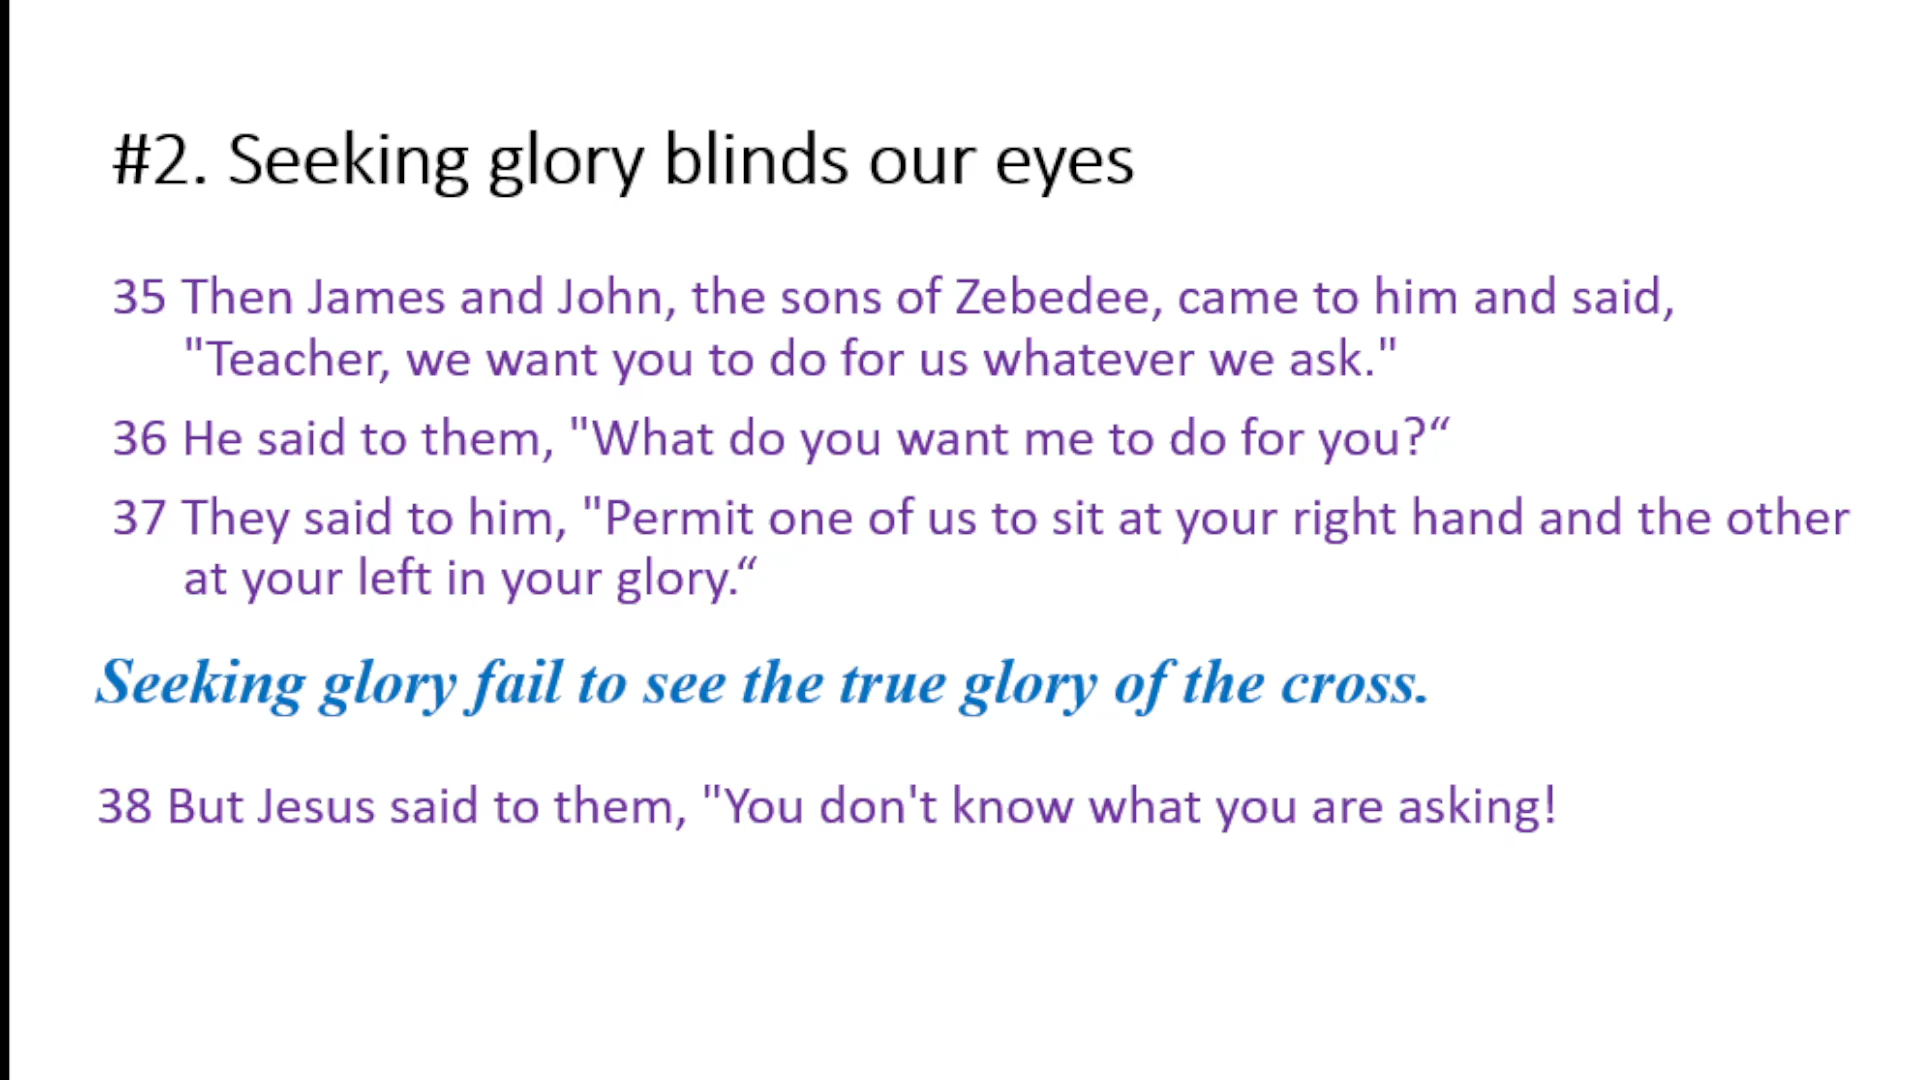 #2. Seeking glory blinds our eyes
35 Then James and John, the sons of Zebedee, came to him and said,
"Teacher, we want you to do for us whatever we ask."
36 He said to them, "What do you want me to do for you?“
37 They said to him, "Permit one of us to sit at your right hand and the other
at your left in your glory.“
Seeking glory fail to see the true glory of the cross.
38 But Jesus said to them, "You don't know what you are asking!